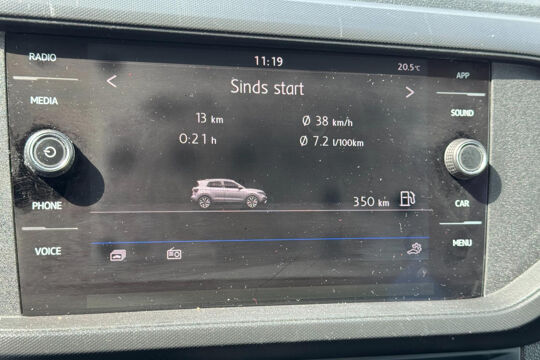 RADIO
MEDIA
PHONE
VOICE
11:19
20.5°C
< Sinds start >
13 km Ø 38 km/h
0:21 h Ø 7.2 l/100km
350 km
APP
SOUND
CAR
MENU